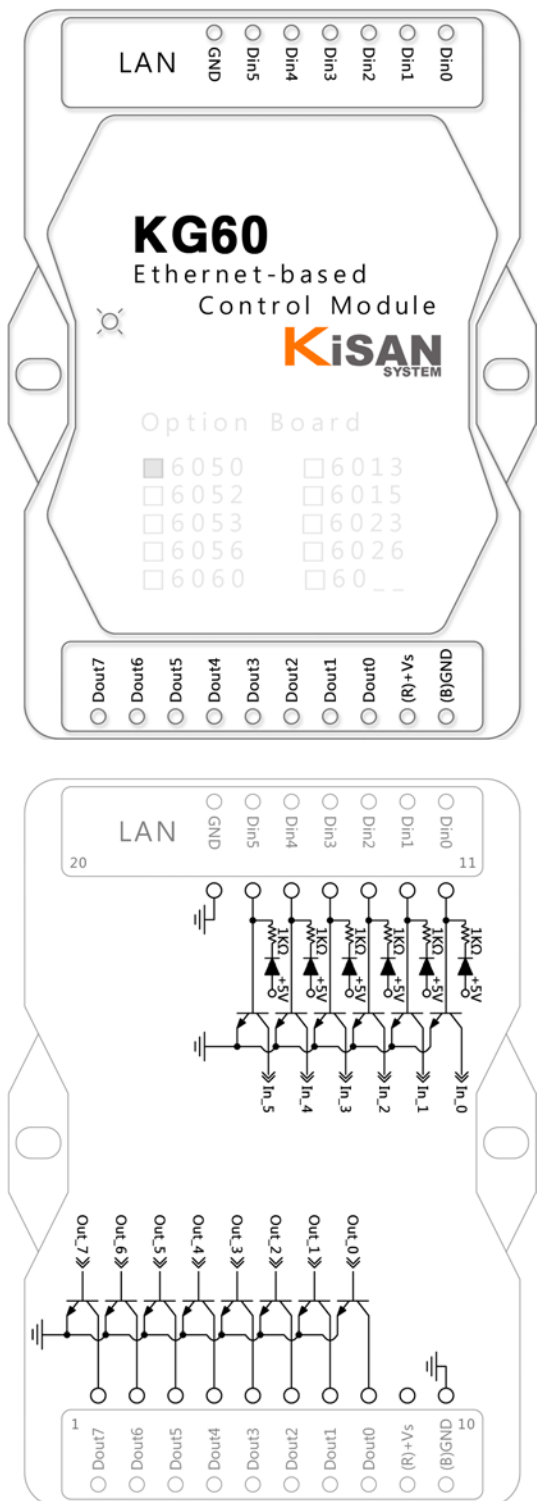 LAN GND Din5 Din4 Din3 Din2 Din1 Din0
KG60
Ethernet-based
Control Module
KiSAN
SYSTEM
Option Board
6050 6013
6052 6015
6053 6023
6056 6026
6060 60__
Dout7 Dout6 Dout5 Dout4 Dout3 Dout2 Dout1 Dout0 (R)+Vs (B)GND
LAN GND Din5 Din4 Din3 Din2 Din1 Din0
20 11
1KΩ 1KΩ 1KΩ 1KΩ 1KΩ 1KΩ
+5V +5V +5V +5V +5V +5V
In_5 In_4 In_3 In_2 In_1 In_0
Out_7 Out_6 Out_5 Out_4 Out_3 Out_2 Out_1 Out_0
1 10
Dout7 Dout6 Dout5 Dout4 Dout3 Dout2 Dout1 Dout0 (R)+Vs (B)GND